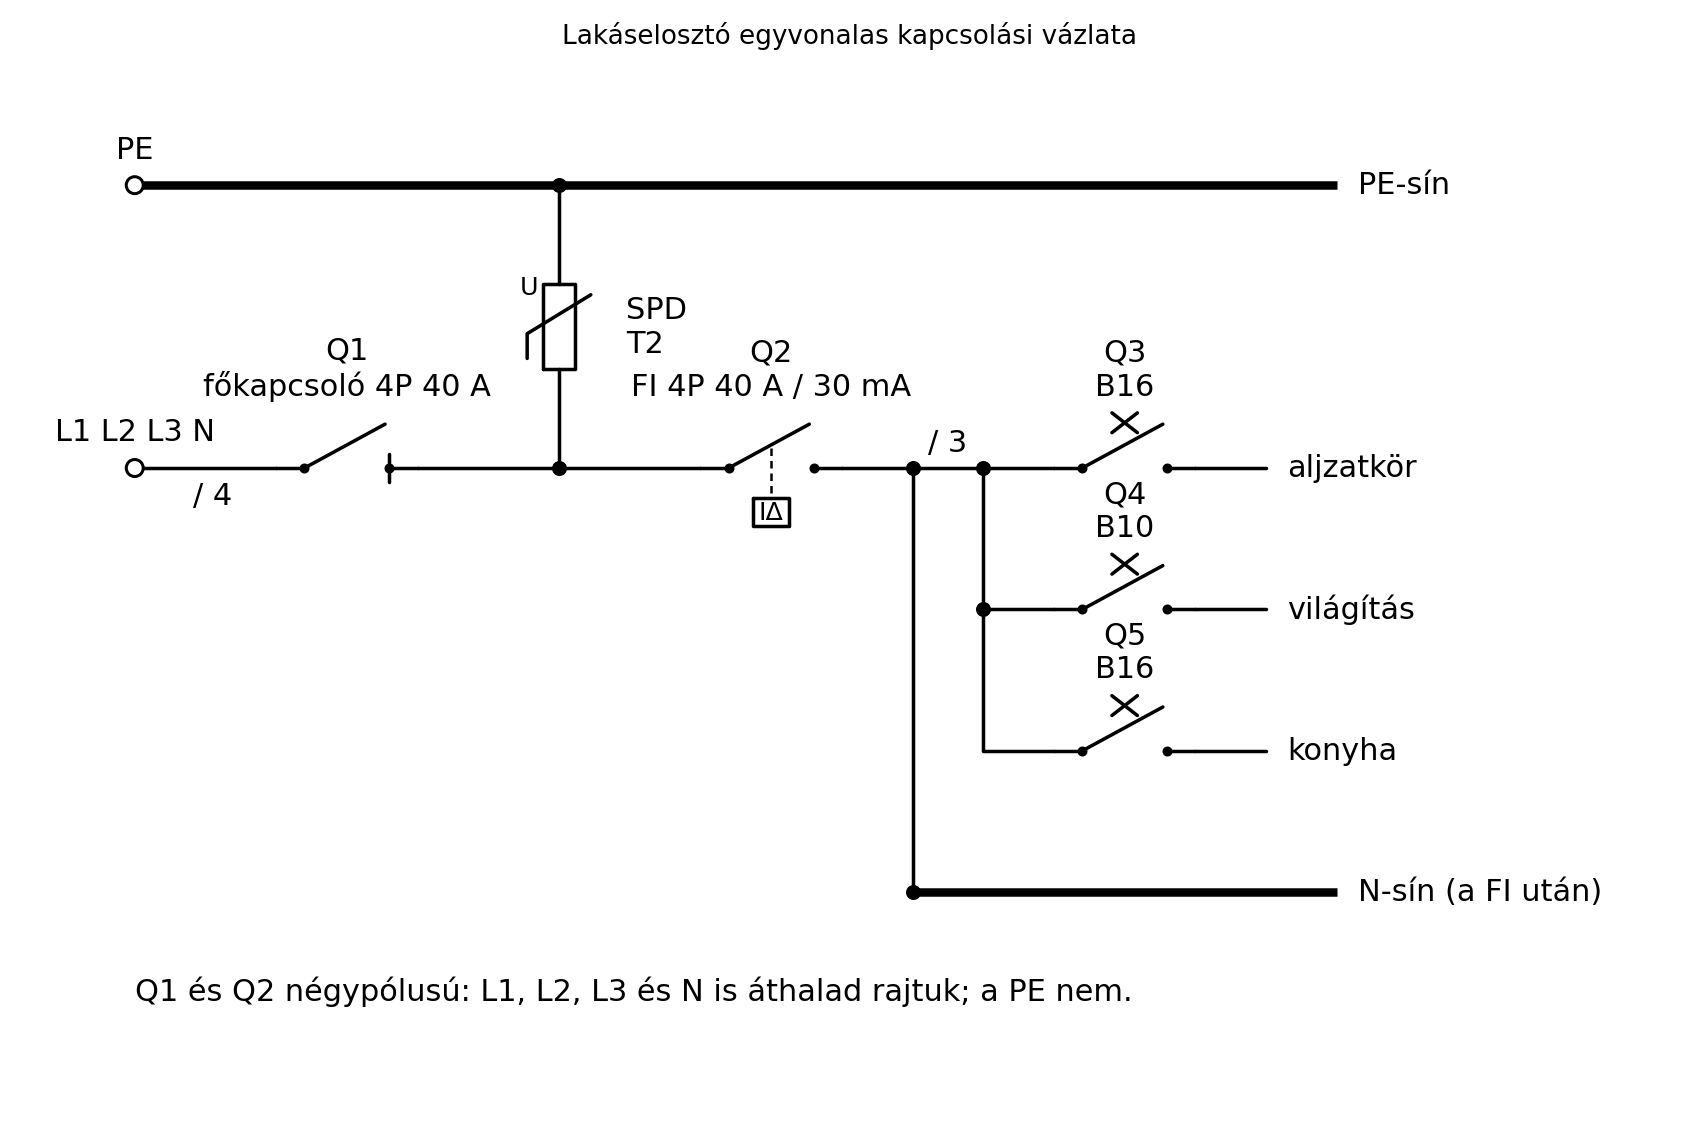 Lakáselosztó egyvonalas kapcsolási vázlata
PE
PE-sín
U
SPD
T2
Q1
főkapcsoló 4P 40 A
Q2
FI 4P 40 A / 30 mA
Q3
B16
L1 L2 L3 N
/ 4
/ 3
aljzatkör
IΔ
Q4
B10
világítás
Q5
B16
konyha
N-sín (a FI után)
Q1 és Q2 négypólusú: L1, L2, L3 és N is áthalad rajtuk; a PE nem.